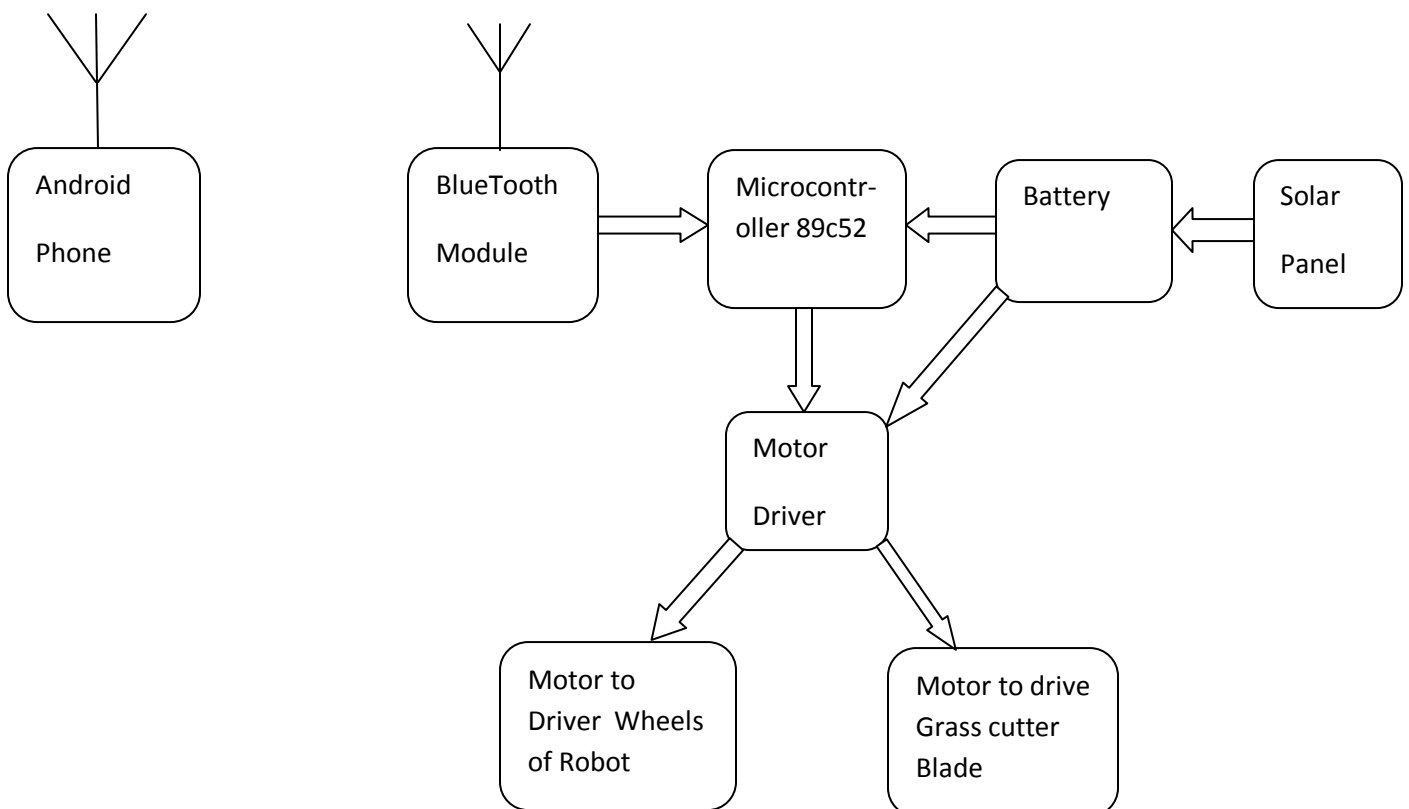 Android
Phone
BlueTooth
Module
Microcontr-
oller 89c52
Battery
Solar
Panel
Motor
Driver
Motor to
Driver  Wheels
of Robot
Motor to drive
Grass cutter
Blade